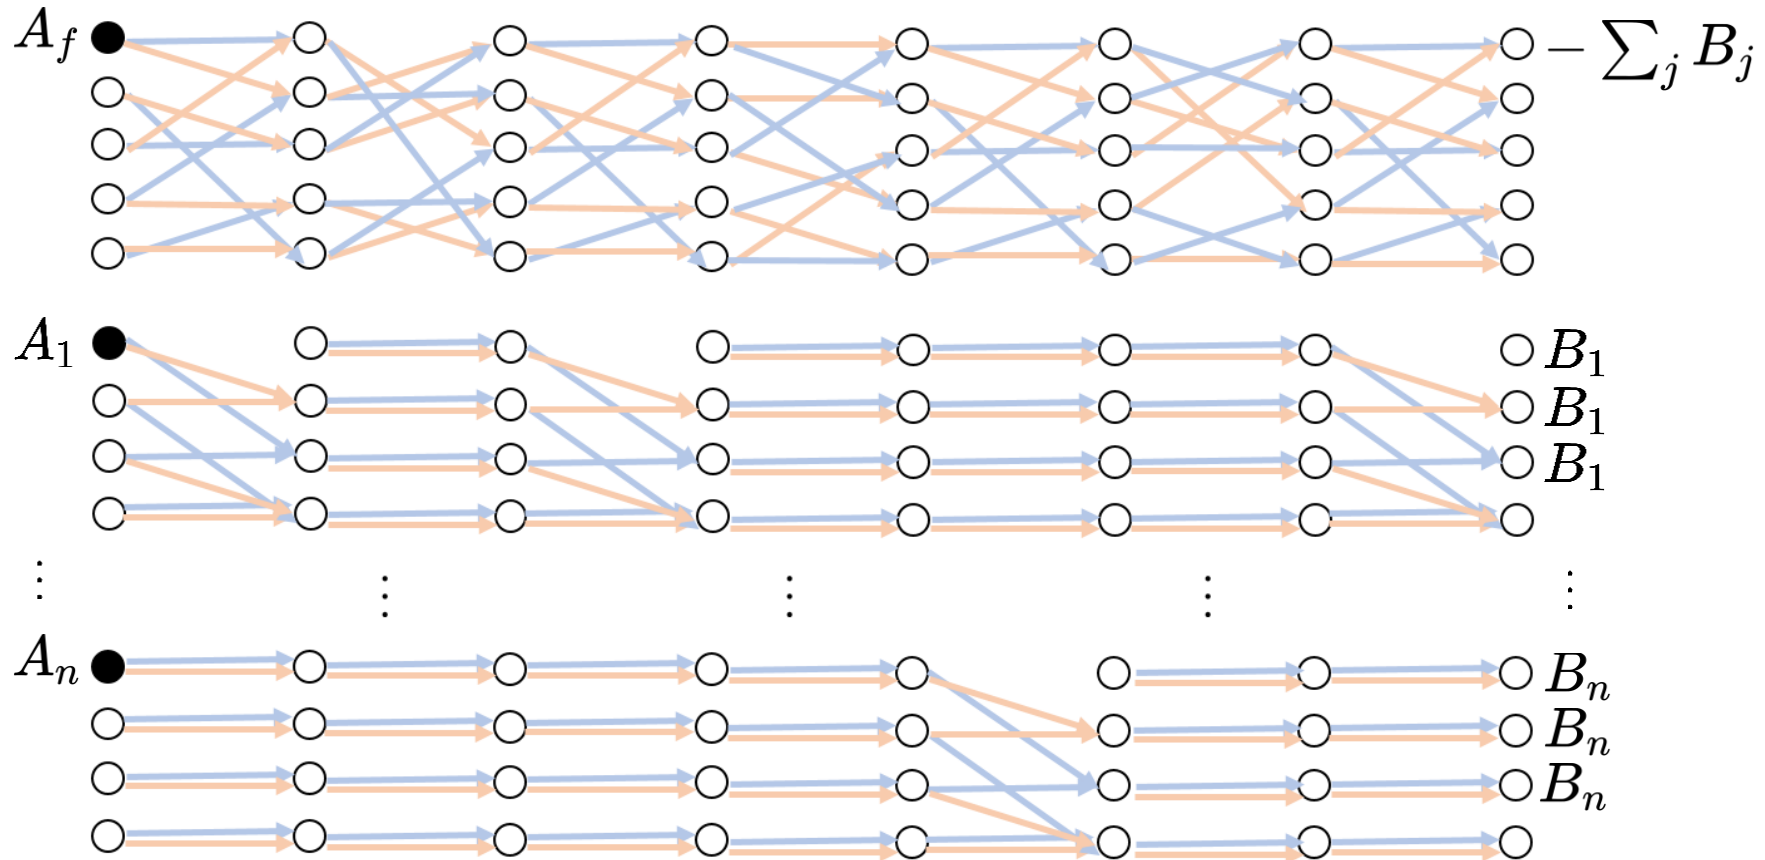 A_f
− ∑_j B_j
A_1
B_1
B_1
B_1
⋮ ⋮ ⋮ ⋮ ⋮
A_n
B_n
B_n
B_n